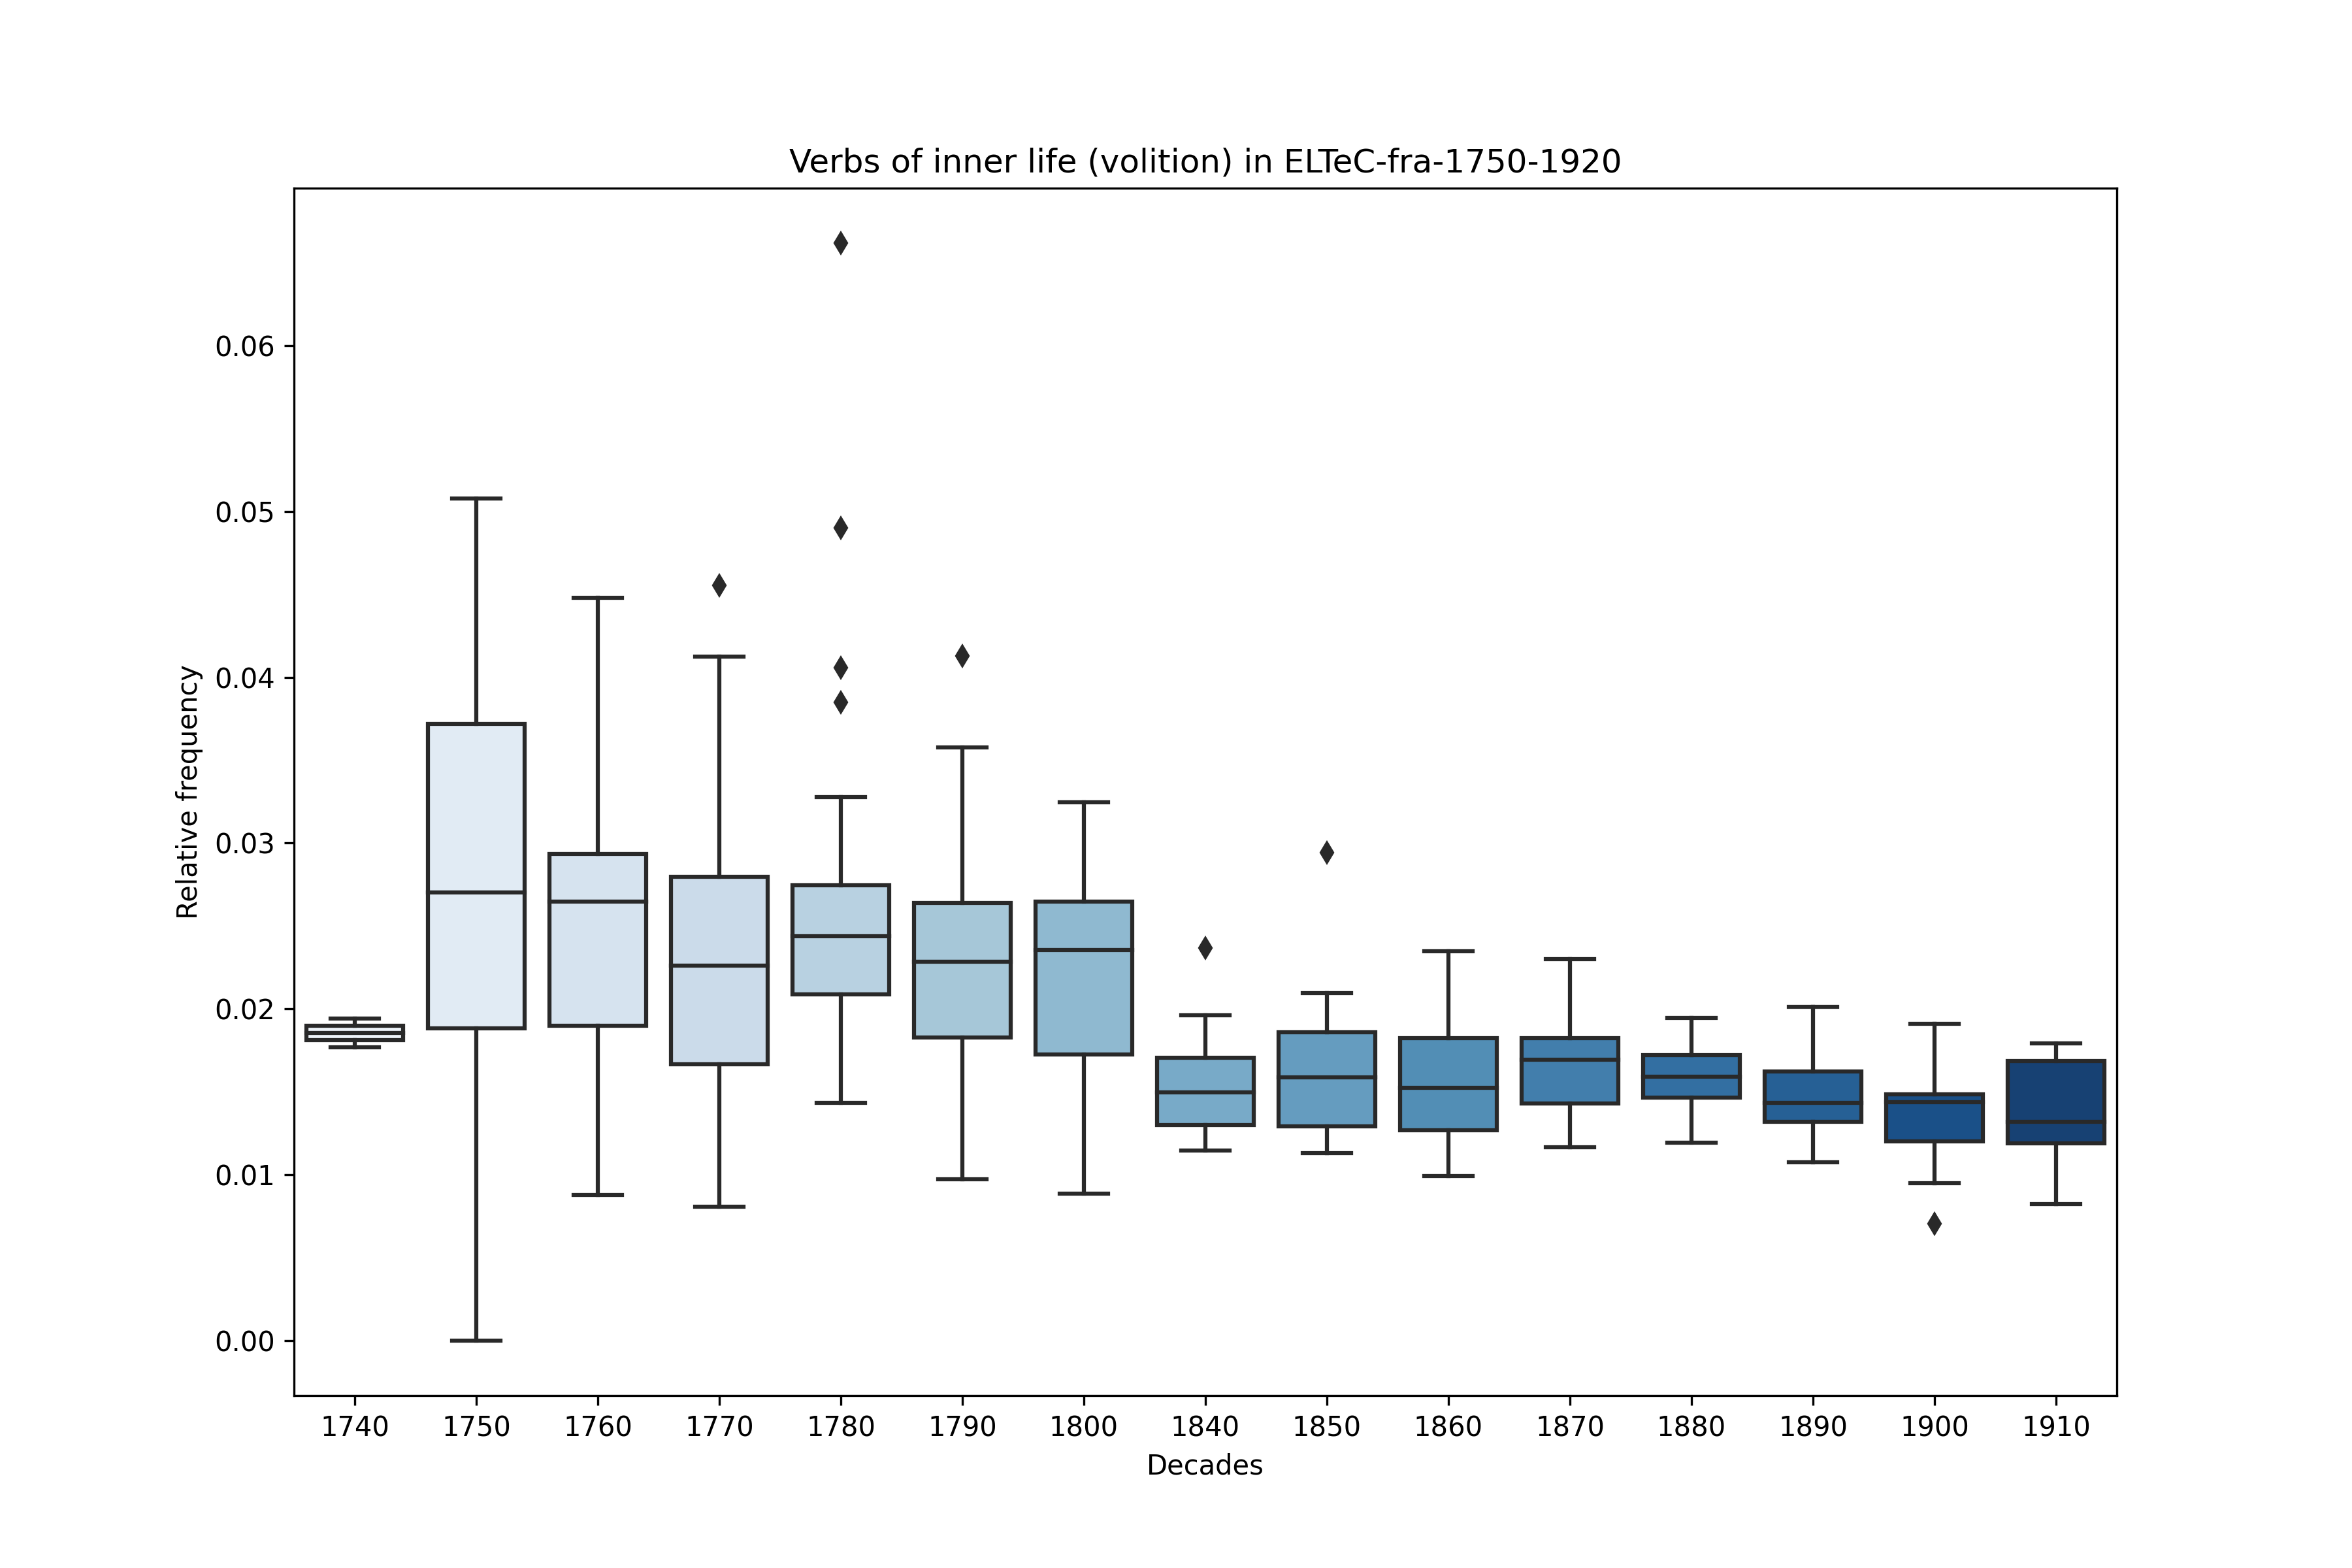 Verbs of inner life (volition) in ELTeC-fra-1750-1920
Relative frequency
0.06
0.05
0.04
0.03
0.02
0.01
0.00
1740 1750 1760 1770 1780 1790 1800 1840 1850 1860 1870 1880 1890 1900 1910
Decades